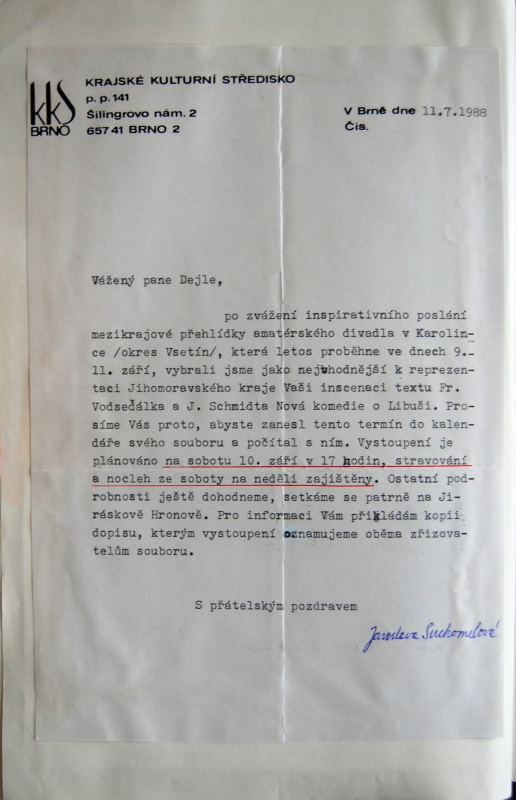 KRAJSKÉ KULTURNÍ STŘEDISKO
p. p. 141
Šilingrovo nám. 2
657 41 BRNO 2
kks
BRNO
V Brně dne 11.7.1988
Čís.
Vážený pane Dejle,
po zvážení inspirativního poslání
mezikrajové přehlídky amatérského divadla v Karolin-
ce /okres Vsetín/, která letos proběhne ve dnech 9.-
11. září, vybrali jsme jako nejvhodnější k reprezen-
taci Jihomoravského kraje Vaši inscenaci textu Fr.
Vodseďálka a J. Schmidta Nová komedie o Libuši. Pro-
síme Vás proto, abyste zanesl tento termín do kalen-
dáře svého souboru a počítal s ním. Vystoupení je
plánováno na sobotu 10. září v 17 hodin, stravování
a nocleh ze soboty na neděli zajištěny. Ostatní pod-
robnosti ještě dohodneme, setkáme se patrně na Ji-
ráskově Hronově. Pro informaci Vám přikládám kopii
dopisu, kterým vystoupení oznamujeme oběma zřizova-
telům souboru.
S přátelským pozdravem
Jaroslava Suchomelová